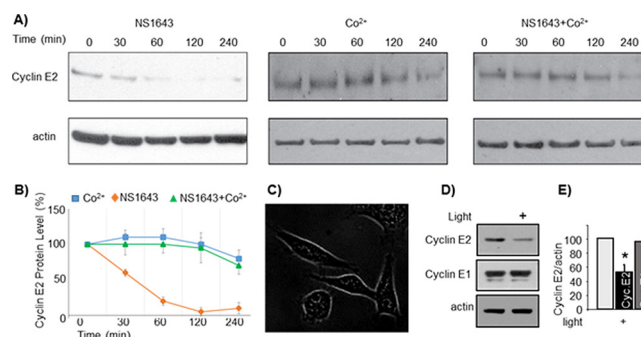 A)
NS1643
Co²⁺
NS1643+Co²⁺
Time (min)
0 30 60 120 240
0 30 60 120 240
0 30 60 120 240
Cyclin E2
actin
B)
Co²⁺ NS1643 NS1643+Co²⁺
Cyclin E2 Protein Level (%)
150
100
50
0
0 30 60 120 240
Time (min)
C)
D)
Light +
Cyclin E2
Cyclin E1
actin
E)
Cyclin E2/actin
100
80
60
40
20
0
*
Cyc E2
light +